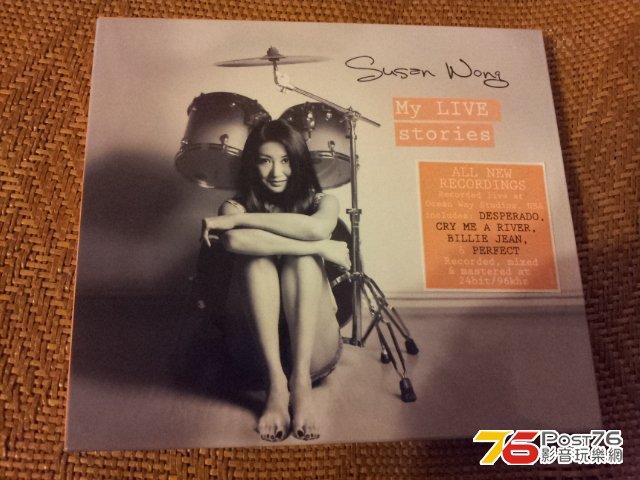 Susan Wong
My LIVE
stories
ALL NEW
RECORDINGS
Recorded live at
Ocean Way Studios, USA
includes: DESPERADO,
CRY ME A RIVER,
BILLIE JEAN,
& PERFECT
Recorded, mixed
& mastered at
24bit/96khz
76 Post76
影音玩樂網